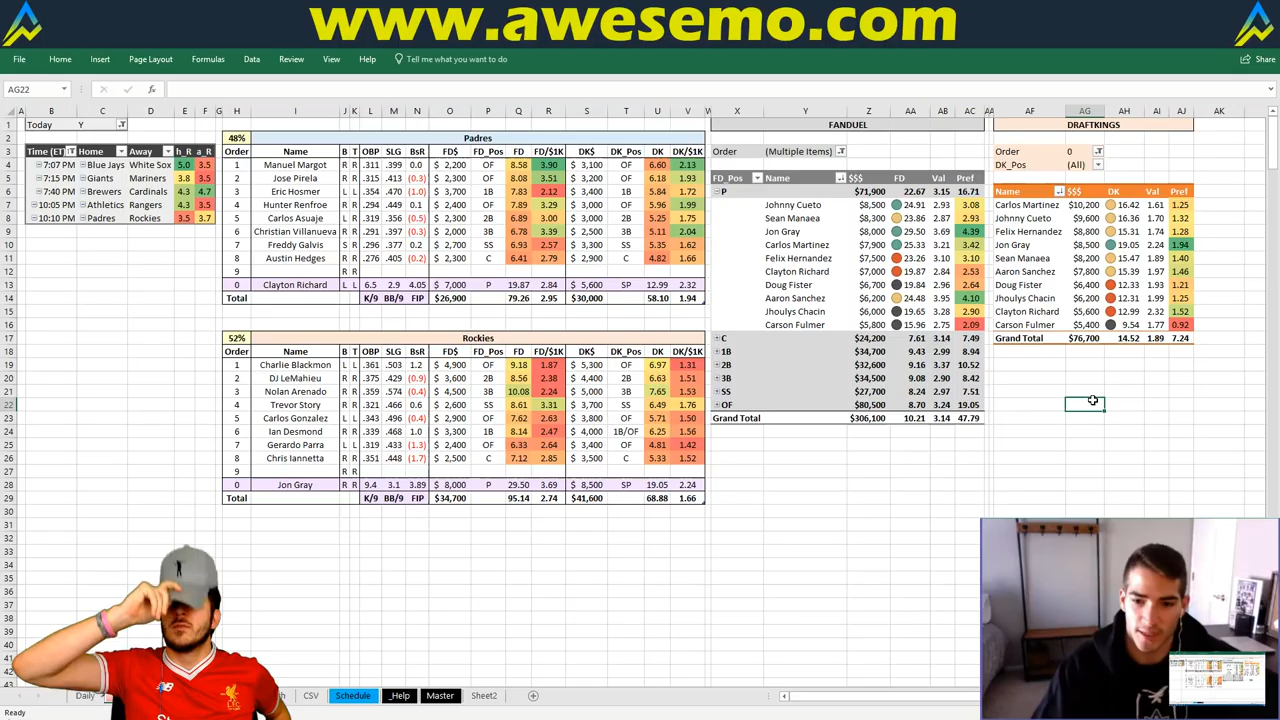 www.awesemo.com
File Home Insert Page Layout Formulas Data Review View Help Tell me what you want to do Share
AG22
Today Y
Time (ET) Home Away h_R a_R
7:07 PM Blue Jays White Sox 5.0 3.5
7:15 PM Giants Mariners 3.8 3.5
7:40 PM Brewers Cardinals 4.3 4.7
10:05 PM Athletics Rangers 4.3 3.5
10:10 PM Padres Rockies 3.5 3.7
48% Padres
Order Name B T OBP SLG BsR FD$ FD_Pos FD FD/$1K DK$ DK_Pos DK DK/$1K
1 Manuel Margot R R .311 .399 0.0 $ 2,200 OF 8.58 3.90 $ 3,100 OF 6.60 2.13
2 Jose Pirela R R .289 .413 (0.3) $ 2,300 OF 8.08 3.51 $ 3,200 OF 6.18 1.93
3 Eric Hosmer L L .354 .470 (1.0) $ 3,700 1B 7.83 2.12 $ 3,400 1B 5.84 1.72
4 Hunter Renfroe R R .294 .449 0.1 $ 2,700 OF 7.92 2.93 $ 3,000 OF 5.96 1.99
5 Carlos Asuaje L R .356 (0.5) $ 2,300 2B 6.89 3.00 $ 3,000 2B 5.25 1.75
6 Christian Villanueva R R .291 .397 (0.3) $ 2,000 3B 6.78 3.39 $ 2,500 3B 5.11 2.04
7 Freddy Galvis S R .296 .377 0.2 $ 2,700 SS 6.93 2.57 $ 3,300 SS 5.35 1.62
8 Austin Hedges R R .276 .405 (0.2) $ 2,300 C 6.41 2.79 $ 2,900 C 4.82 1.66
9 R R
0 Clayton Richard L L 6.5 2.9 4.05 $ 7,000 P 19.87 2.84 $ 5,600 SP 12.99 2.32
Total K/9 BB/9 FIP $26,900 79.26 2.95 $30,000 58.10 1.94
52% Rockies
Order Name B T OBP SLG BsR FD$ FD_Pos FD FD/$1K DK$ DK_Pos DK DK/$1K
1 Charlie Blackmon L L .361 .503 1.2 $ 4,900 OF 9.18 1.87 $ 5,300 OF 6.97 1.31
2 DJ LeMahieu R R .375 .429 (0.9) $ 3,600 2B 8.56 2.38 $ 4,400 2B 6.63 1.51
3 Nolan Arenado R R $ 4,500 3B 10.08 2.24 $ 5,000 3B 7.65 1.53
4 Trevor Story R R .321 .466 0.6 $ 2,600 SS 8.61 3.31 $ 3,700 SS 6.49 1.76
5 Carlos Gonzalez L L .343 .496 (0.4) $ 2,900 OF 7.62 2.63 $ 3,800 OF 5.71 1.50
6 Ian Desmond R R .339 .468 1.0 $ 3,300 1B 8.14 2.47 $ 4,000 1B/OF 6.25 1.56
7 Gerardo Parra L L .319 .433 (1.3) $ 2,400 OF 6.33 2.64 $ 3,400 OF 4.81 1.42
8 Chris Iannetta R R .351 .448 (1.7) $ 2,500 C 7.12 2.85 $ 3,500 C 5.33 1.52
9 R R
0 Jon Gray R R 9.4 3.1 3.89 $ 8,000 P 29.50 3.69 $ 8,500 SP 19.05 2.24
Total K/9 BB/9 FIP $34,700 95.14 2.74 $41,600 68.88 1.66
FANDUEL
Order (Multiple Items)
FD_Pos Name $$$ FD Val Pref
P $71,900 22.67 3.15 16.71
Johnny Cueto $8,500 24.91 2.93 3.08
Sean Manaea $8,300 23.86 2.87 2.93
Jon Gray $8,000 29.50 3.69 4.39
Carlos Martinez $7,900 25.33 3.21 3.42
Felix Hernandez $7,500 23.26 3.10 3.10
Clayton Richard $7,000 19.87 2.84 2.53
Doug Fister $6,900 19.84 2.86 2.64
Aaron Sanchez $6,200 24.48 3.95 4.10
Jhoulys Chacin $6,000 19.65 3.28 2.90
Carson Fulmer $5,800 15.96 2.75 2.09
C $24,200 7.61 3.14 7.49
1B $34,700 9.43 2.99 8.94
2B $32,600 9.16 3.37 10.52
3B $34,500 9.08 2.90 8.42
SS $27,700 8.24 2.97 7.51
OF $80,500 8.70 3.24 19.05
Grand Total $306,100 10.21 3.14 47.79
DRAFTKINGS
Order 0
DK_Pos (All)
Name $$$ DK Val Pref
Carlos Martinez $10,200 16.42 1.61 1.25
Johnny Cueto $9,600 16.36 1.70 1.32
Felix Hernandez $8,800 15.31 1.74 1.28
Jon Gray $8,500 19.05 2.24 1.94
Sean Manaea $8,200 15.47 1.89 1.40
Aaron Sanchez $7,800 15.39 1.97 1.46
Doug Fister $6,400 12.33 1.93 1.21
Jhoulys Chacin $6,200 12.31 1.99 1.25
Clayton Richard $5,600 12.99 2.32 1.52
Carson Fulmer $5,400 9.54 1.77 0.92
Grand Total $76,700 14.52 1.89 7.24
Daily CSV Schedule _Help Master Sheet2
Ready